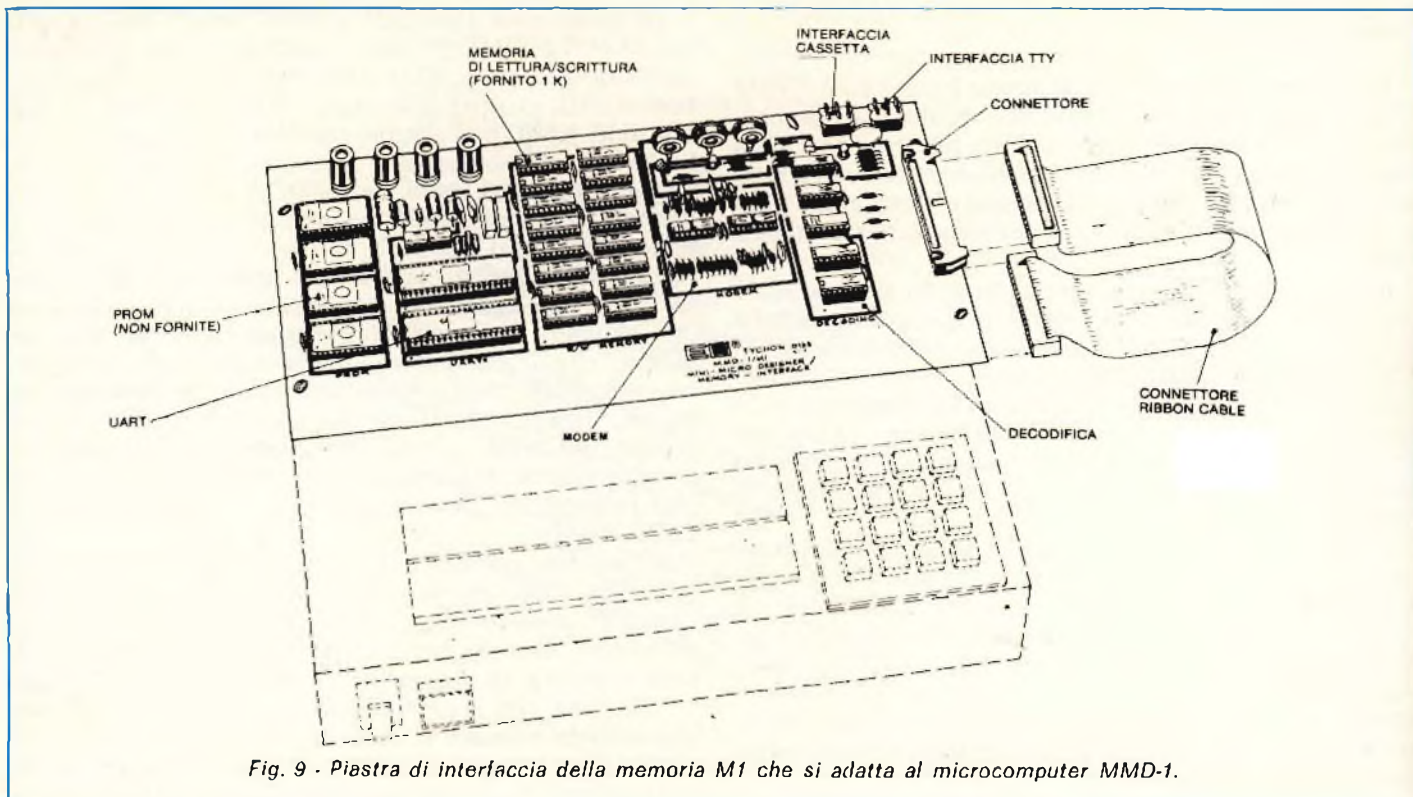 MEMORIA
DI LETTURA/SCRITTURA
(FORNITO 1 K)
INTERFACCIA
CASSETTA
INTERFACCIA TTY
CONNETTORE
PROM
(NON FORNITE)
UART
MODEM
DECODIFICA
CONNETTORE
RIBBON CABLE
PROM
UARTs
R/W MEMORY
MODEM
DECODING
TYCHON
MMD-1/MI
MINI-MICRO DESIGNER
MEMORY - INTERFACE
Fig. 9 - Piastra di interfaccia della memoria M1 che si adatta al microcomputer MMD-1.